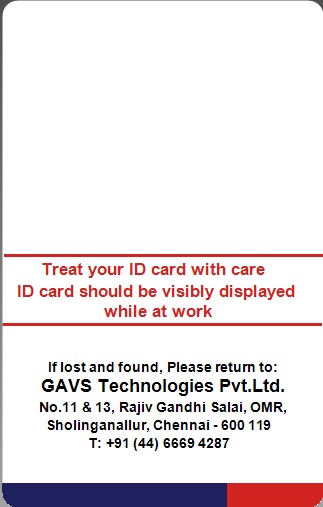 Treat your ID card with care
ID card should be visibly displayed
while at work
If lost and found, Please return to:
GAVS Technologies Pvt.Ltd.
No.11 & 13, Rajiv Gandhi Salai, OMR,
Sholinganallur, Chennai - 600 119
T: +91 (44) 6669 4287